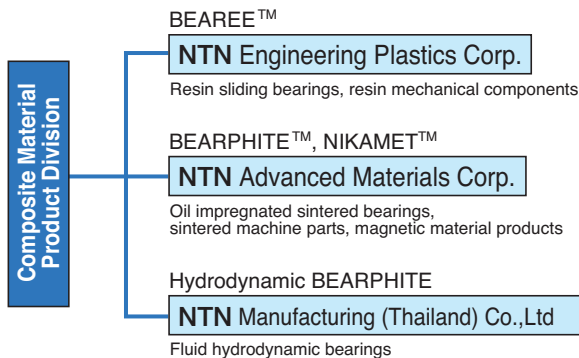 Composite Material
Product Division
BEAREE™
NTN Engineering Plastics Corp.
Resin sliding bearings, resin mechanical components
BEARPHITE™, NIKAMET™
NTN Advanced Materials Corp.
Oil impregnated sintered bearings,
sintered machine parts, magnetic material products
Hydrodynamic BEARPHITE
NTN Manufacturing (Thailand) Co.,Ltd
Fluid hydrodynamic bearings